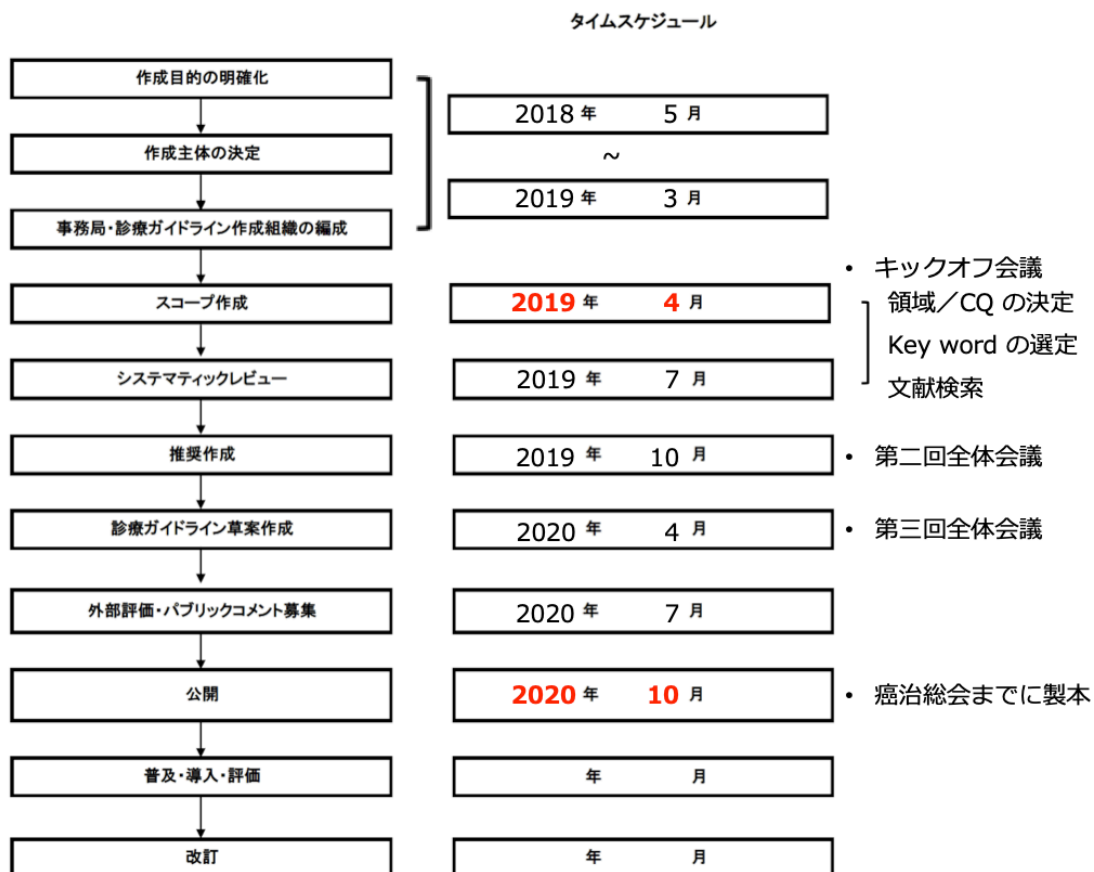 タイムスケジュール
作成目的の明確化
2018 年 5 月
作成主体の決定
~
2019 年 3 月
事務局・診療ガイドライン作成組織の編成
• キックオフ会議
スコープ作成
2019 年 4 月
領域／CQ の決定
Key word の選定
システマティックレビュー
2019 年 7 月
文献検索
推奨作成
2019 年 10 月
• 第二回全体会議
診療ガイドライン草案作成
2020 年 4 月
• 第三回全体会議
外部評価・パブリックコメント募集
2020 年 7 月
公開
2020 年 10 月
• 癌治総会までに製本
普及・導入・評価
年 月
改訂
年 月